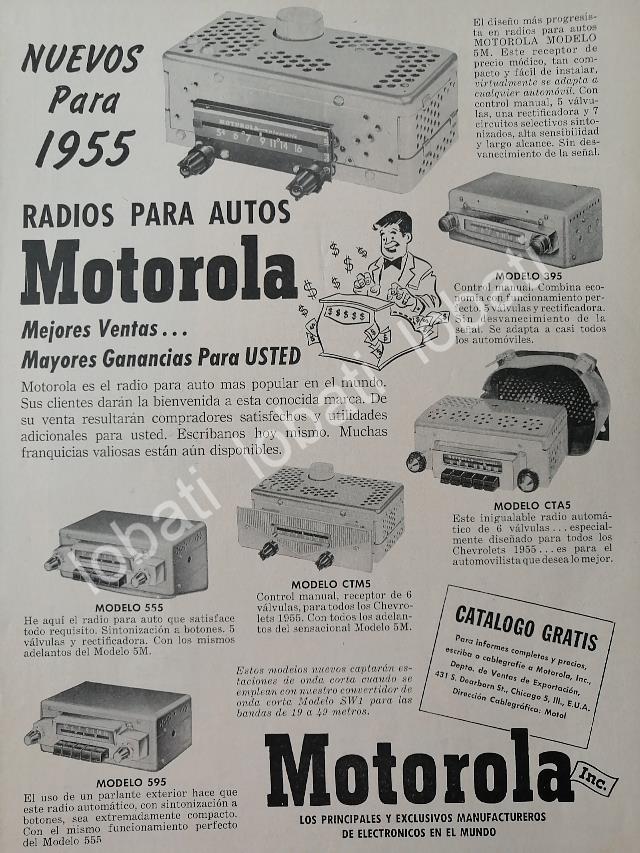 NUEVOS
Para
1955
El diseño más progresis-
ta en radios para autos
MOTOROLA MODELO
5M. Este receptor de
precio módico, tan com-
pacto y fácil de instalar,
virtualmente se adapta a
cualquier automóvil. Con
control manual, 5 válvu-
las, una rectificadora y 7
circuitos selectivos sinto-
nizados, alta sensibilidad
y largo alcance. Sin des-
vanecimiento de la señal.
MOTOROLA
RADIOS PARA AUTOS
Motorola
Mejores Ventas...
Mayores Ganancias Para USTED
$$$$$
MODELO 395
Control manual. Combina eco-
nomía con funcionamiento per-
fecto. 5 válvulas y rectificadora.
Sin desvanecimiento de la
señal. Se adapta a casi todos
los automóviles.
Motorola es el radio para auto mas popular en el mundo.
Sus clientes darán la bienvenida a esta conocida marca. De
su venta resultarán compradores satisfechos y utilidades
adicionales para usted. Escríbanos hoy mismo. Muchas
franquicias valiosas están aún disponibles.
MODELO CTA5
Este inigualable radio automá-
tico de 6 válvulas... especial-
mente diseñado para todos los
Chevrolets 1955...es para el
automovilista que desea lo mejor.
MODELO CTM5
Control manual, receptor de 6
válvulas, para todos los Chevro-
lets 1955. Con todos los adelan-
tos del sensacional Modelo 5M.
MODELO 555
He aquí el radio para auto que satisface
todo requisito. Sintonización a botones. 5
válvulas y rectificadora. Con los mismos
adelantos del Modelo 5M.
Estos modelos nuevos captarán es-
taciones de onda corta cuando se
emplean con nuestro convertidor de
onda corta Modelo SW1 para las
bandas de 19 a 49 metros.
CATALOGO GRATIS
Para informes completos y precios,
escriba o cablegrafíe a Motorola, Inc.,
Depto. de Ventas de Exportación,
431 S. Dearborn St., Chicago 5, Ill., E.U.A.
Dirección Cablegráfica: Motol
MODELO 595
El uso de un parlante exterior hace que
este radio automático, con sintonización a
botones, sea extremadamente compacto.
Con el mismo funcionamiento perfecto
del Modelo 555
Motorola Inc.
LOS PRINCIPALES Y EXCLUSIVOS MANUFACTUREROS
DE ELECTRONICOS EN EL MUNDO
lobati lobati lobati lobati